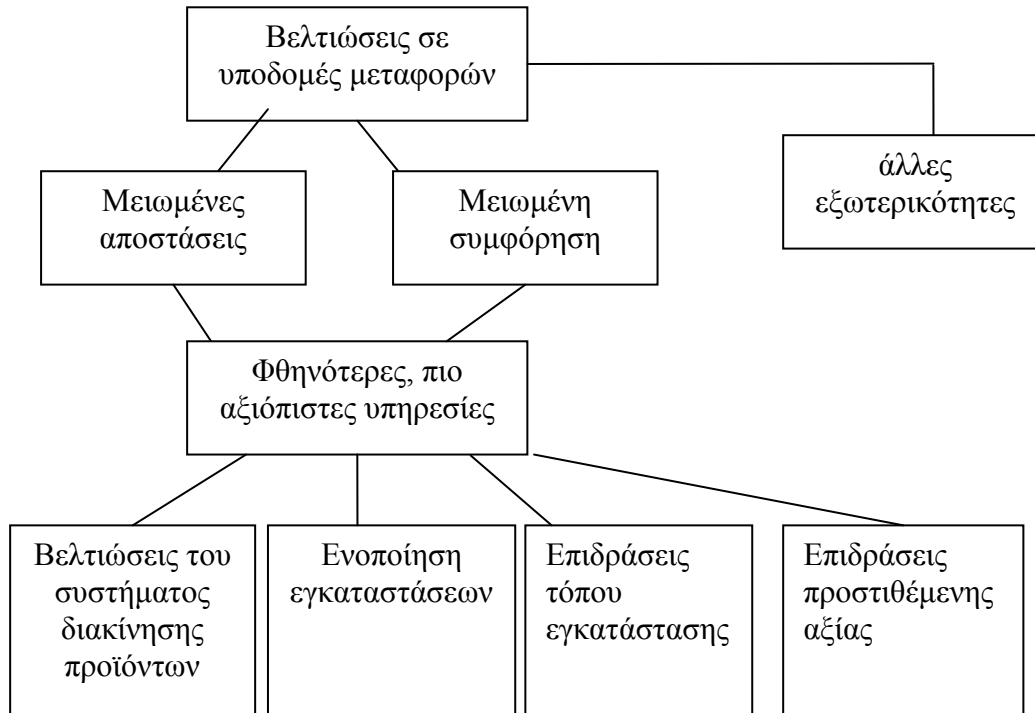 Βελτιώσεις σε
υποδομές μεταφορών
άλλες
εξωτερικότητες
Μειωμένες
αποστάσεις
Μειωμένη
συμφόρηση
Φθηνότερες, πιο
αξιόπιστες υπηρεσίες
Βελτιώσεις του
συστήματος
διακίνησης
προϊόντων
Ενοποίηση
εγκαταστάσεων
Επιδράσεις
τόπου
εγκατάστασης
Επιδράσεις
προστιθέμενης
αξίας